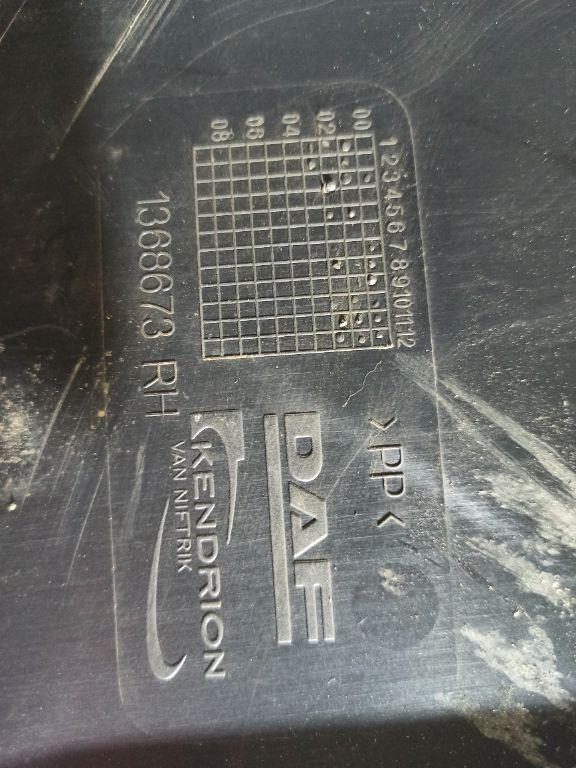 1 2 3 4 5 6 7 8 9 10 11 12
00
02
04
06
08
>PP<
DAF
KENDRION
VAN NIFTRIK
1368673 RH